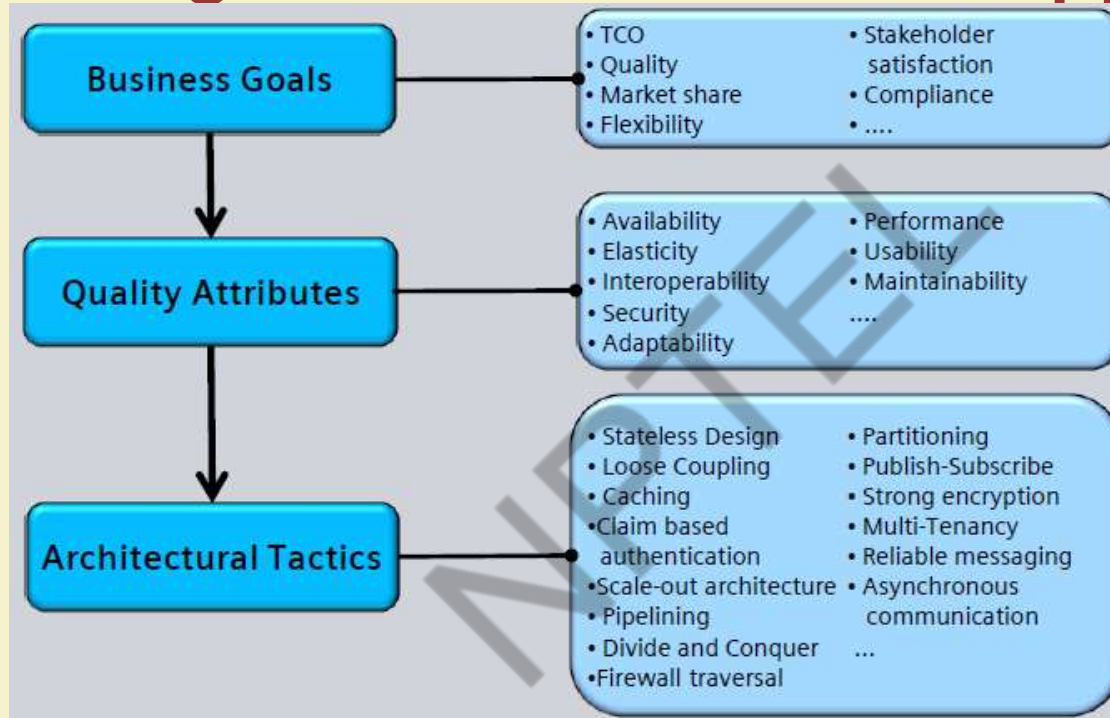 Business Goals
• TCO
• Quality
• Market share
• Flexibility
• Stakeholder
satisfaction
• Compliance
• ....
Quality Attributes
• Availability
• Elasticity
• Interoperability
• Security
• Adaptability
• Performance
• Usability
• Maintainability
....
Architectural Tactics
• Stateless Design
• Loose Coupling
• Caching
•Claim based
authentication
•Scale-out architecture
• Pipelining
• Divide and Conquer
•Firewall traversal
• Partitioning
• Publish-Subscribe
• Strong encryption
• Multi-Tenancy
• Reliable messaging
• Asynchronous
communication
...
NPTEL